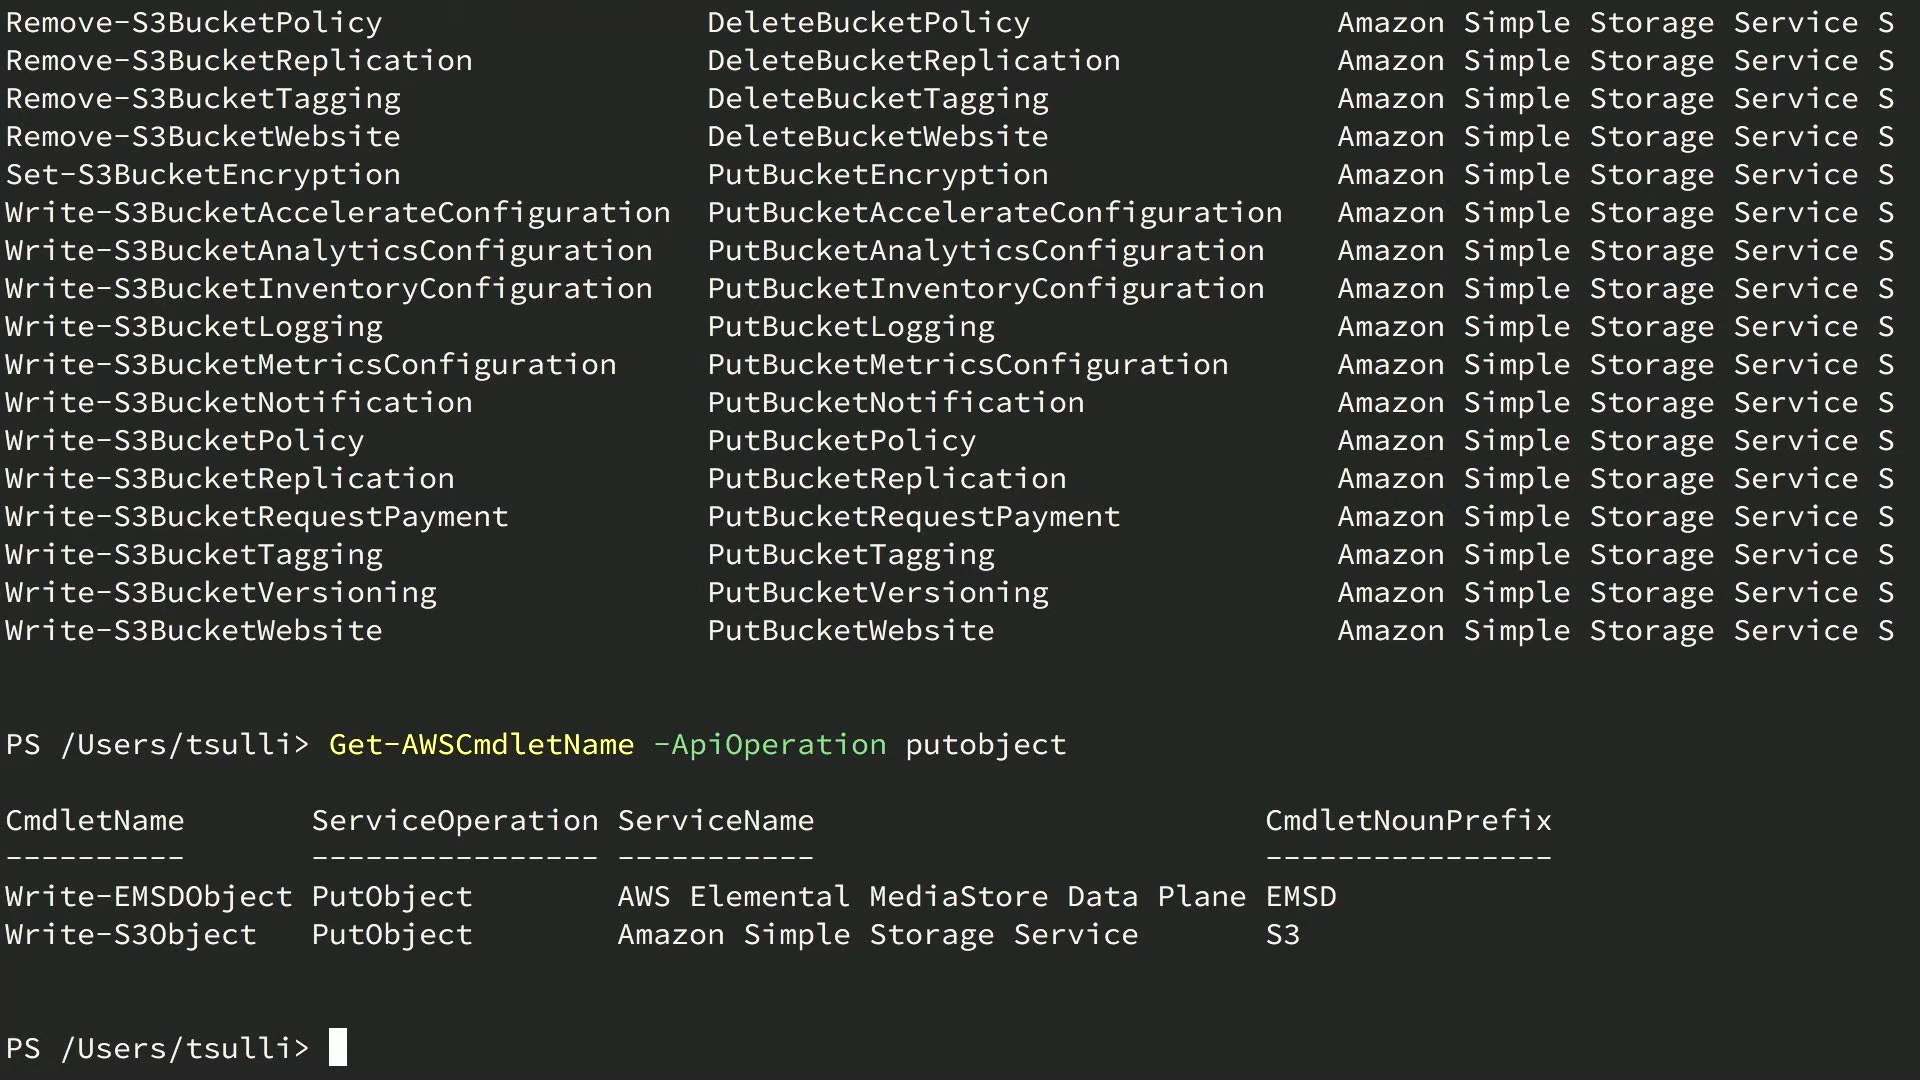 Remove-S3BucketPolicy DeleteBucketPolicy Amazon Simple Storage Service S
Remove-S3BucketReplication DeleteBucketReplication Amazon Simple Storage Service S
Remove-S3BucketTagging DeleteBucketTagging Amazon Simple Storage Service S
Remove-S3BucketWebsite DeleteBucketWebsite Amazon Simple Storage Service S
Set-S3BucketEncryption PutBucketEncryption Amazon Simple Storage Service S
Write-S3BucketAccelerateConfiguration PutBucketAccelerateConfiguration Amazon Simple Storage Service S
Write-S3BucketAnalyticsConfiguration PutBucketAnalyticsConfiguration Amazon Simple Storage Service S
Write-S3BucketInventoryConfiguration PutBucketInventoryConfiguration Amazon Simple Storage Service S
Write-S3BucketLogging PutBucketLogging Amazon Simple Storage Service S
Write-S3BucketMetricsConfiguration PutBucketMetricsConfiguration Amazon Simple Storage Service S
Write-S3BucketNotification PutBucketNotification Amazon Simple Storage Service S
Write-S3BucketPolicy PutBucketPolicy Amazon Simple Storage Service S
Write-S3BucketReplication PutBucketReplication Amazon Simple Storage Service S
Write-S3BucketRequestPayment PutBucketRequestPayment Amazon Simple Storage Service S
Write-S3BucketTagging PutBucketTagging Amazon Simple Storage Service S
Write-S3BucketVersioning PutBucketVersioning Amazon Simple Storage Service S
Write-S3BucketWebsite PutBucketWebsite Amazon Simple Storage Service S
PS /Users/tsulli> Get-AWSCmdletName -ApiOperation putobject
CmdletName ServiceOperation ServiceName CmdletNounPrefix
---------- ---------------- ----------- ----------------
Write-EMSDObject PutObject AWS Elemental MediaStore Data Plane EMSD
Write-S3Object PutObject Amazon Simple Storage Service S3
PS /Users/tsulli>